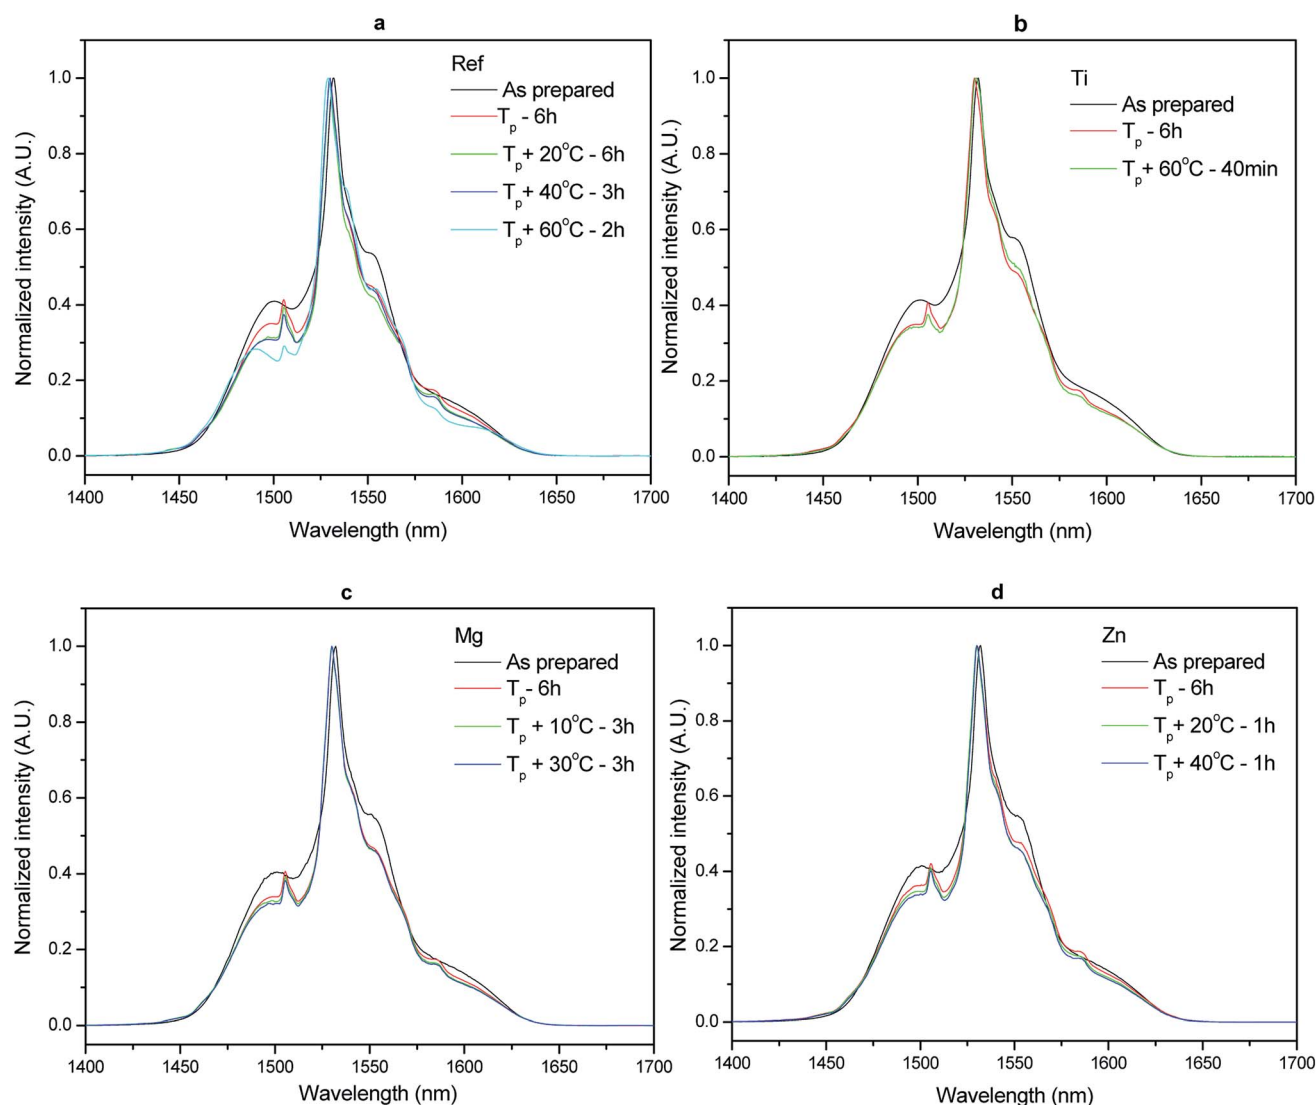 a
Ref
As prepared
Tp - 6h
Tp + 20°C - 6h
Tp + 40°C - 3h
Tp + 60°C - 2h
Normalized intensity (A.U.)
1.0
0.8
0.6
0.4
0.2
0.0
1400 1450 1500 1550 1600 1650 1700
Wavelength (nm)
b
Ti
As prepared
Tp - 6h
Tp + 60°C - 40min
Normalized intensity (A.U.)
1.0
0.8
0.6
0.4
0.2
0.0
1400 1450 1500 1550 1600 1650 1700
Wavelength (nm)
c
Mg
As prepared
Tp - 6h
Tp + 10°C - 3h
Tp + 30°C - 3h
Normalized intensity (A.U.)
1.0
0.8
0.6
0.4
0.2
0.0
1400 1450 1500 1550 1600 1650 1700
Wavelength (nm)
d
Zn
As prepared
Tp - 6h
Tp + 20°C - 1h
Tp + 40°C - 1h
Normalized intensity (A.U.)
1.0
0.8
0.6
0.4
0.2
0.0
1400 1450 1500 1550 1600 1650 1700
Wavelength (nm)